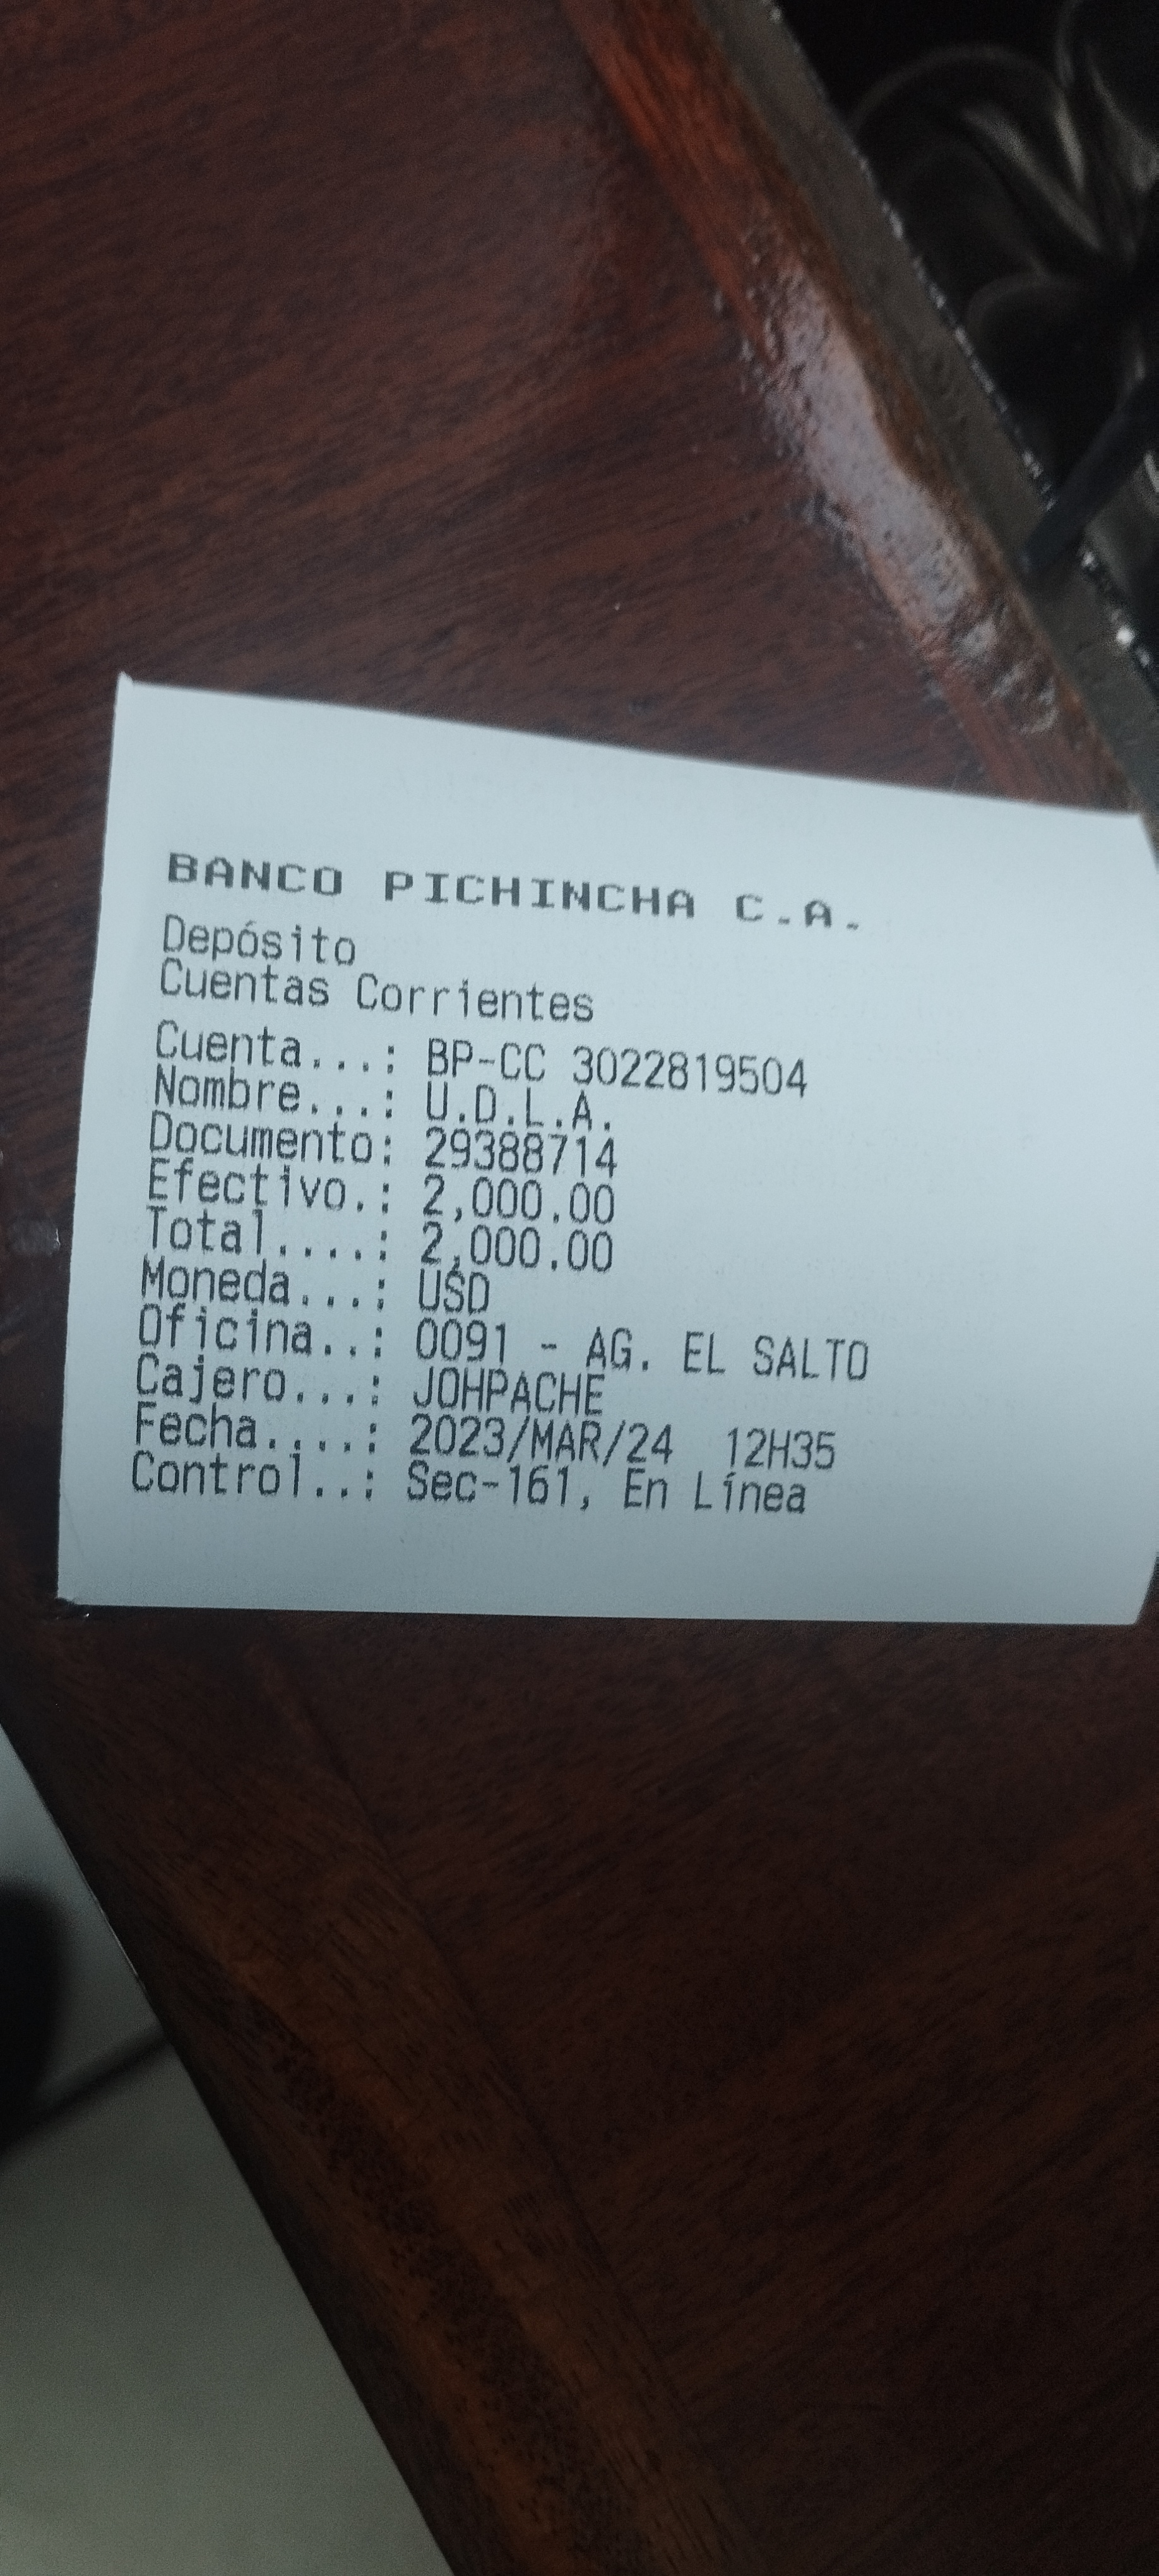 BANCO PICHINCHA C.A.
Depósito
Cuentas Corrientes
Cuenta...: BP-CC 3022819504
Nombre...: U.D.L.A.
Documento: 29388714
Efectivo.: 2,000.00
Total....: 2,000.00
Moneda...: USD
Oficina..: 0091 - AG. EL SALTO
Cajero...: JOHPACHE
Fecha....: 2023/MAR/24  12H35
Control..: Sec-161, En Línea